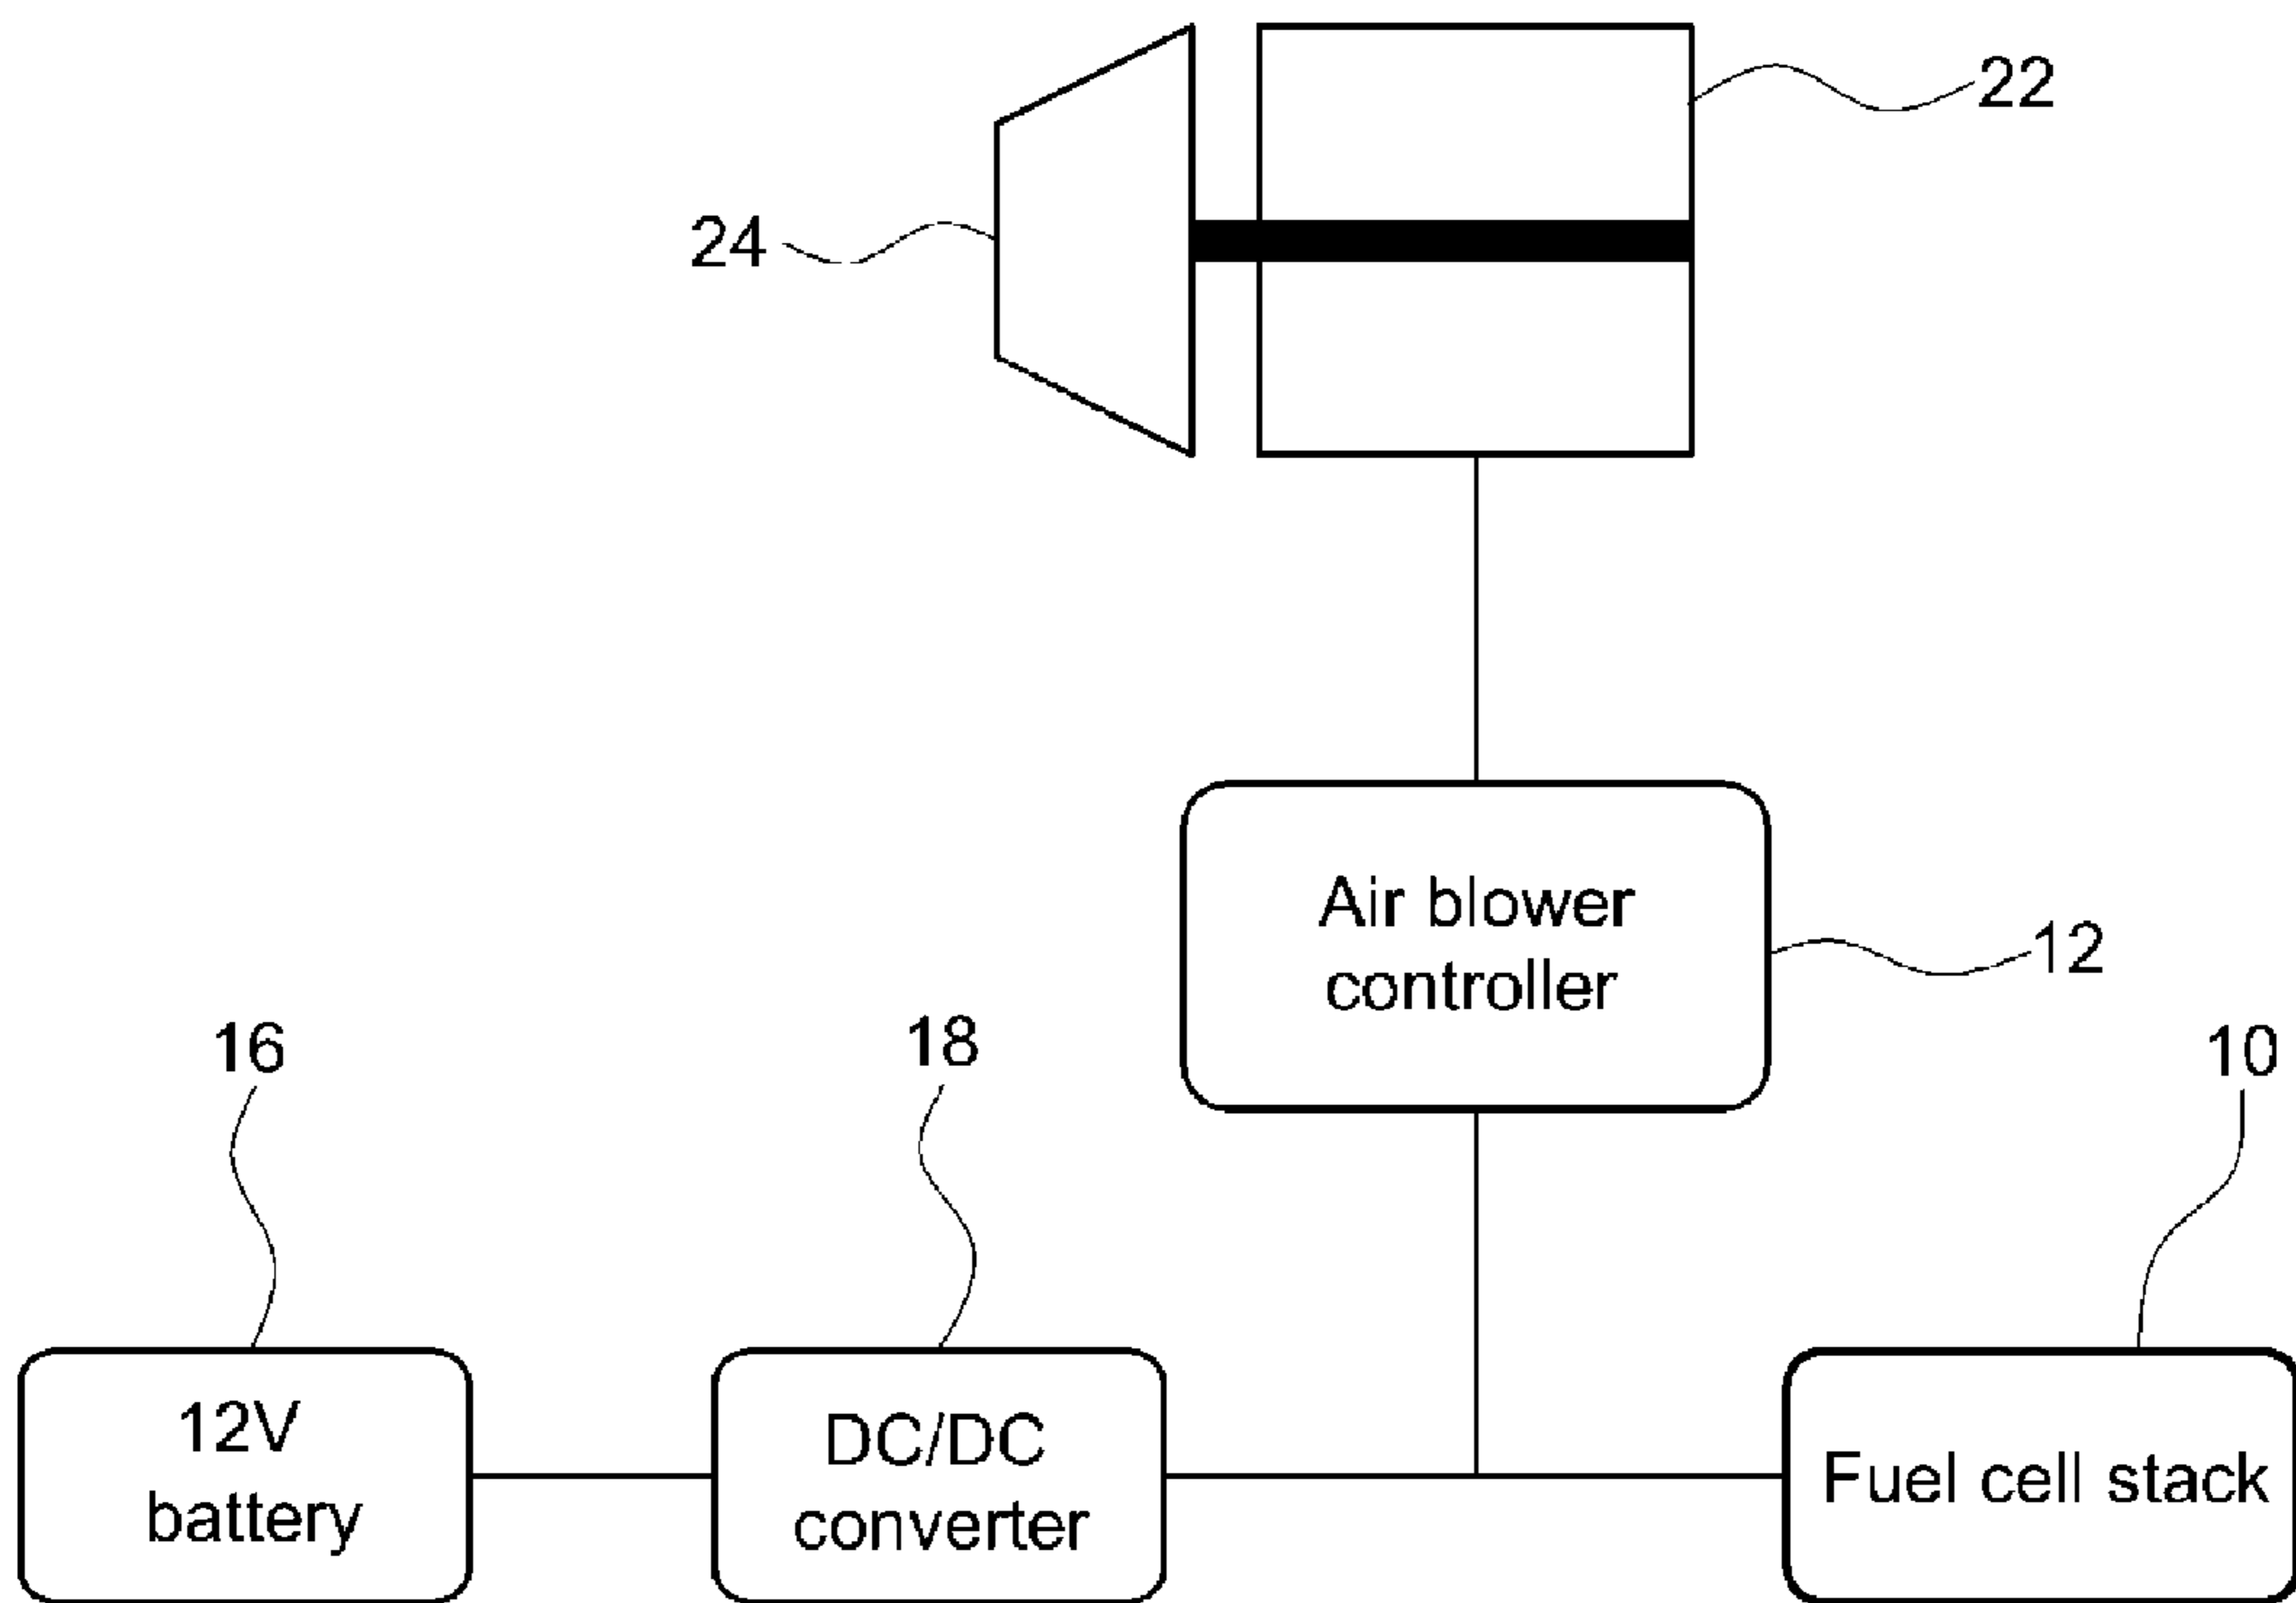 22
24
Air blower
controller
12
16
18
10
12V
battery
DC/DC
converter
Fuel cell stack